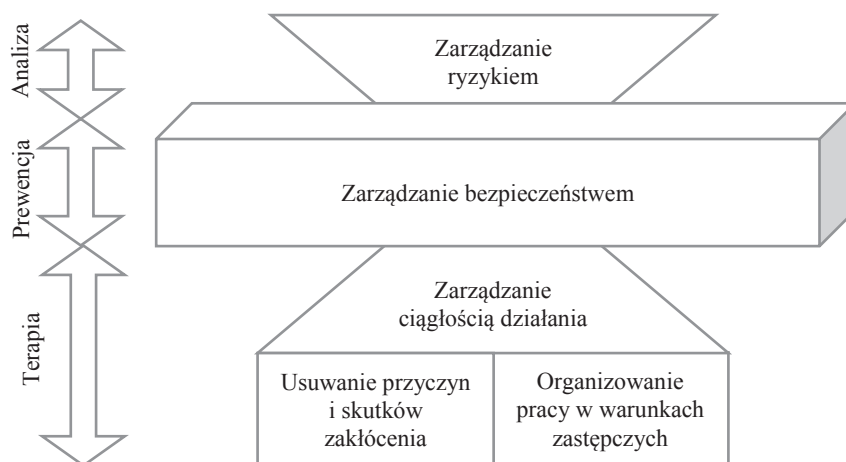 Analiza
Zarządzanie
ryzykiem
Prewencja
Zarządzanie bezpieczeństwem
Terapia
Zarządzanie
ciągłością działania
Usuwanie przyczyn
i skutków
zakłócenia
Organizowanie
pracy w warunkach
zastępczych